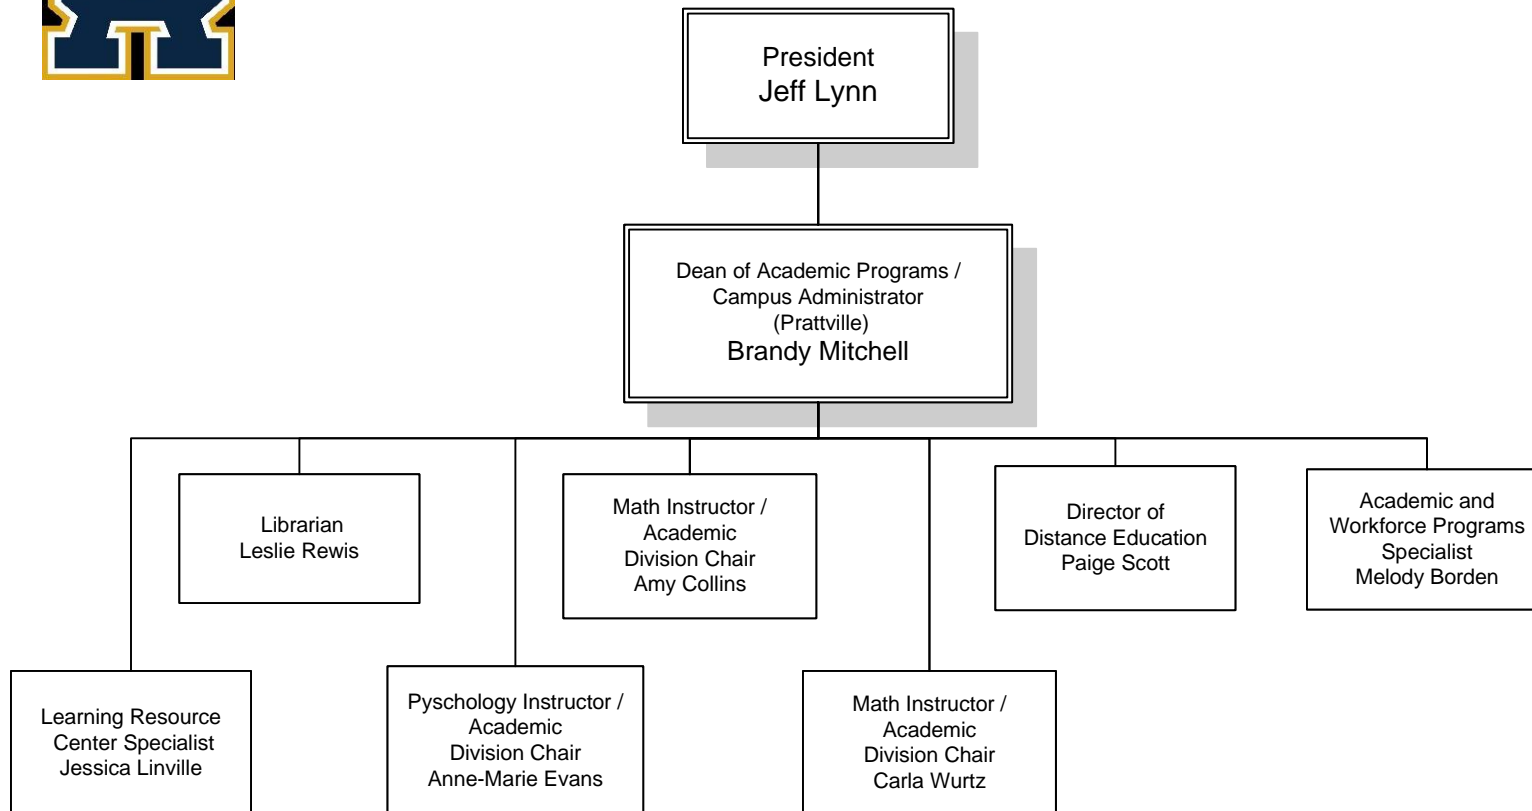 President
Jeff Lynn
Dean of Academic Programs /
Campus Administrator
(Prattville)
Brandy Mitchell
Librarian
Leslie Rewis
Math Instructor /
Academic
Division Chair
Amy Collins
Director of
Distance Education
Paige Scott
Academic and
Workforce Programs
Specialist
Melody Borden
Learning Resource
Center Specialist
Jessica Linville
Pyschology Instructor /
Academic
Division Chair
Anne-Marie Evans
Math Instructor /
Academic
Division Chair
Carla Wurtz